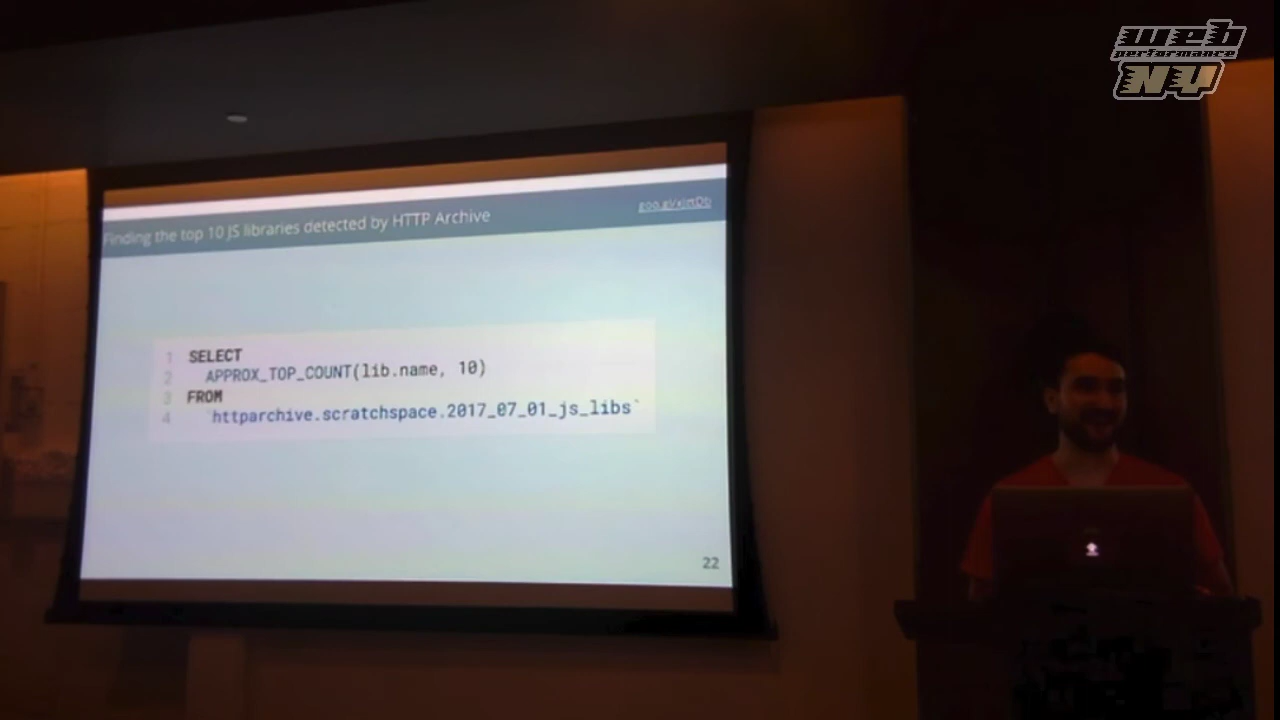 web
performance
NY
Finding the top 10 JS libraries detected by HTTP Archive
1 SELECT
2 APPROX_TOP_COUNT(lib.name, 10)
3 FROM
4 `httparchive.scratchspace.2017_07_01_js_libs`
22